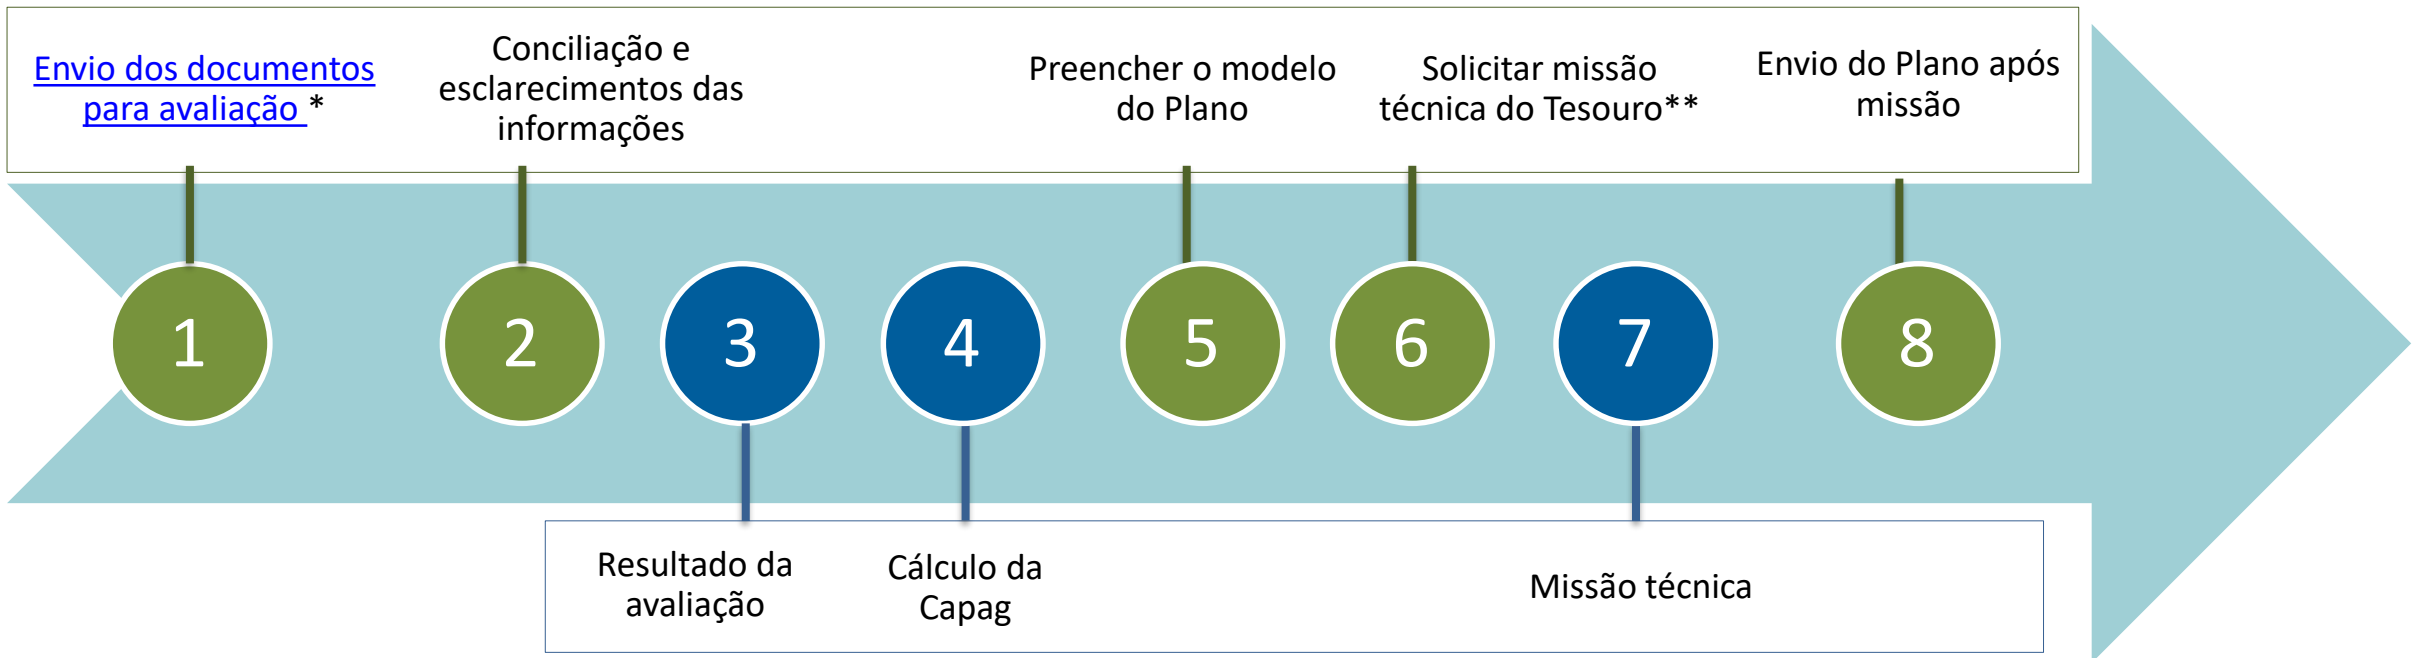 Envio dos documentos
para avaliação *
Conciliação e
esclarecimentos das
informações
Preencher o modelo
do Plano
Solicitar missão
técnica do Tesouro**
Envio do Plano após
missão
1
2
3
4
5
6
7
8
Resultado da
avaliação
Cálculo da
Capag
Missão técnica